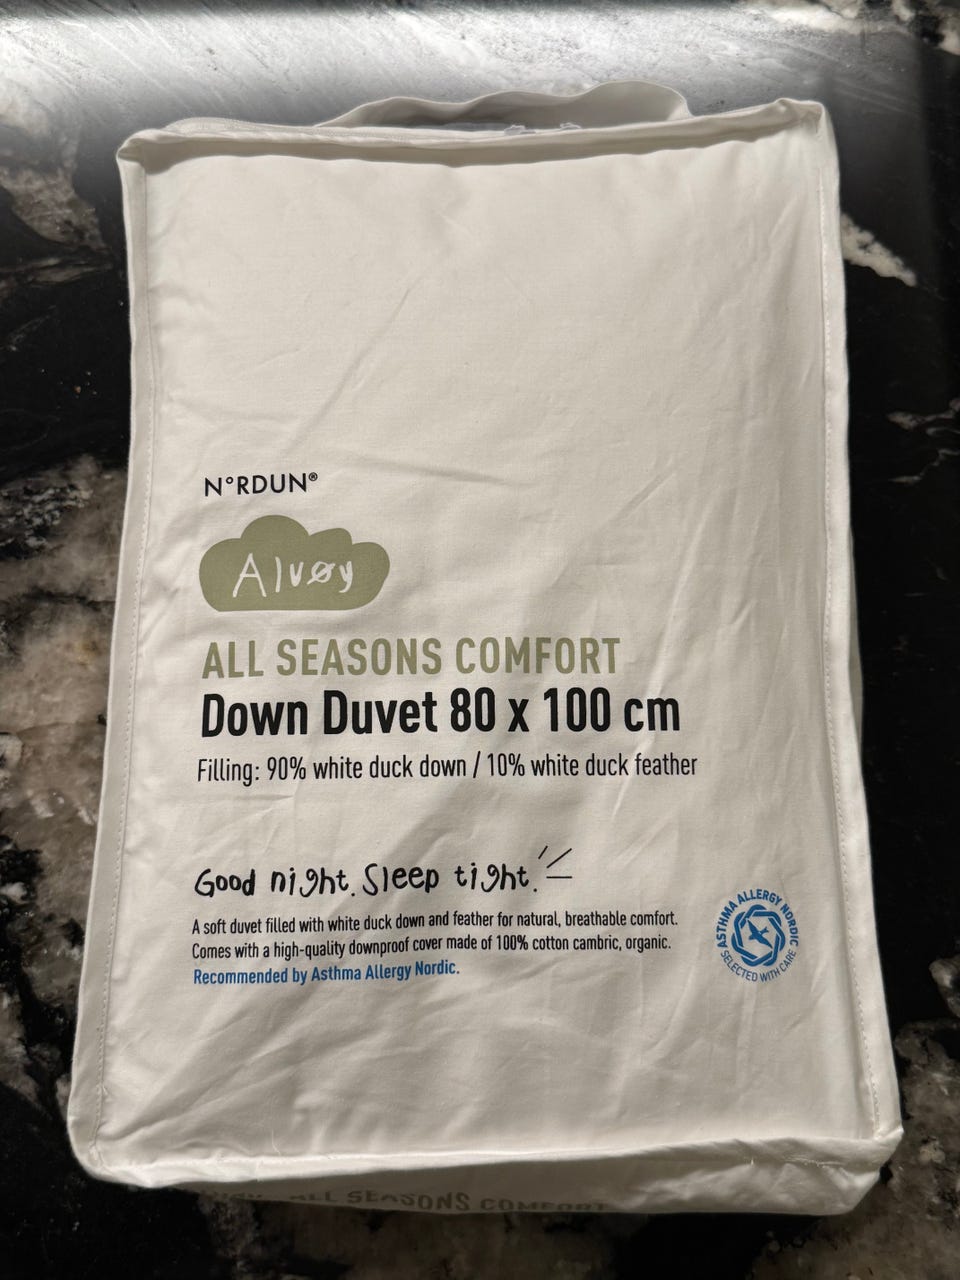 N°RDUN®
Alvøy
ALL SEASONS COMFORT
Down Duvet 80 x 100 cm
Filling: 90% white duck down / 10% white duck feather
Good night. Sleep tight.
A soft duvet filled with white duck down and feather for natural, breathable comfort.
Comes with a high-quality downproof cover made of 100% cotton cambric, organic.
Recommended by Asthma Allergy Nordic.
ASTHMA ALLERGY NORDIC
SELECTED WITH CARE
ALL SEASONS COMFORT